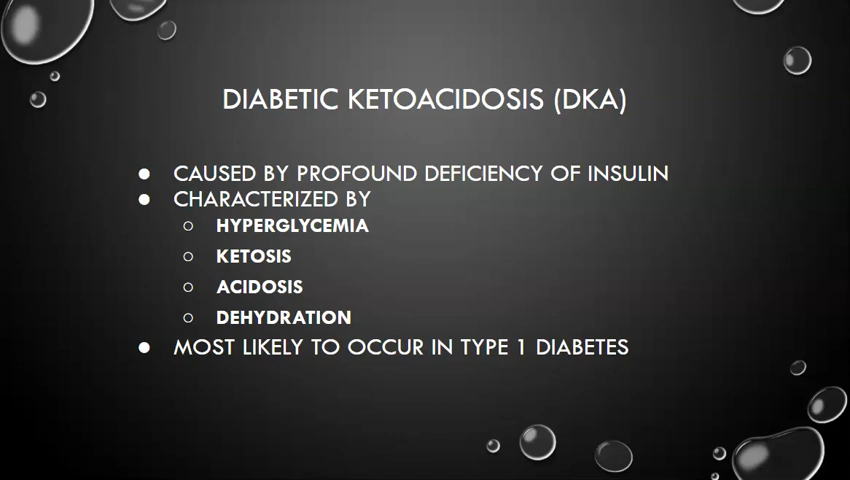 DIABETIC KETOACIDOSIS (DKA)
● CAUSED BY PROFOUND DEFICIENCY OF INSULIN
● CHARACTERIZED BY
○ HYPERGLYCEMIA
○ KETOSIS
○ ACIDOSIS
○ DEHYDRATION
● MOST LIKELY TO OCCUR IN TYPE 1 DIABETES